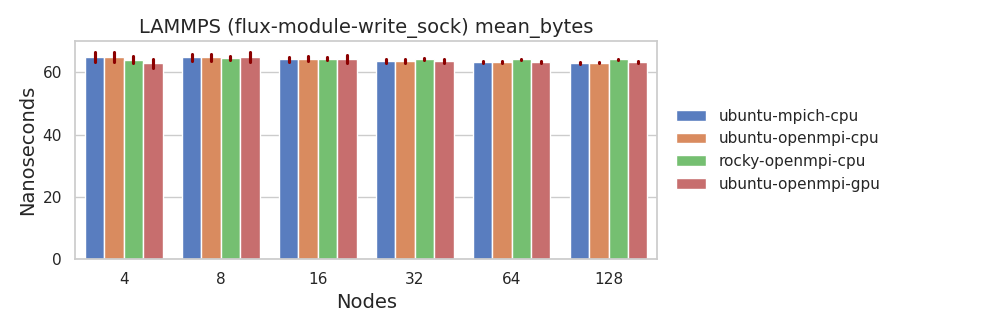 LAMMPS (flux-module-write_sock) mean_bytes
Nanoseconds
60
40
20
0
4 8 16 32 64 128
Nodes
ubuntu-mpich-cpu
ubuntu-openmpi-cpu
rocky-openmpi-cpu
ubuntu-openmpi-gpu